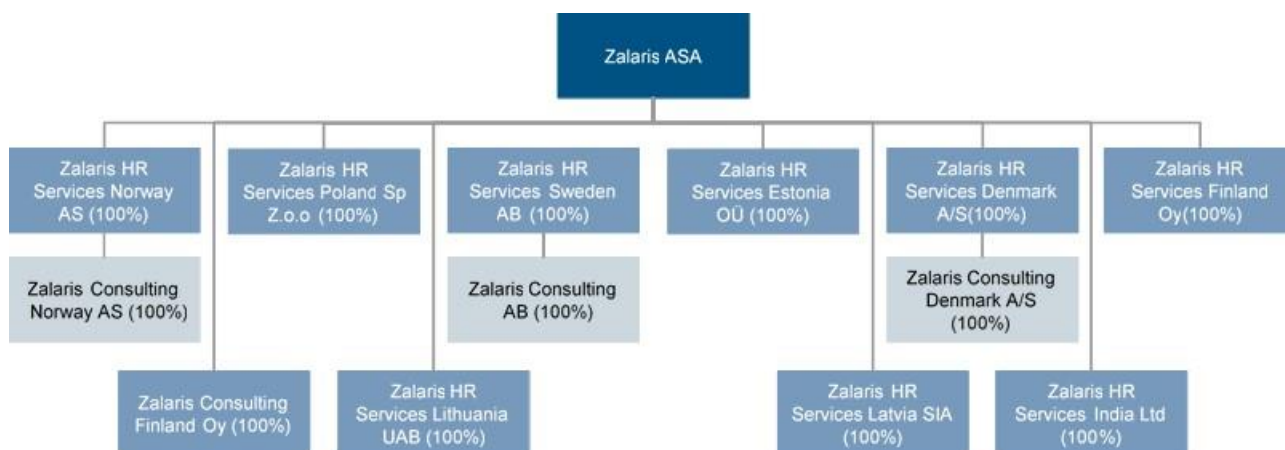 Zalaris ASA
Zalaris HR
Services Norway
AS (100%)
Zalaris HR
Services Poland Sp
Z.o.o (100%)
Zalaris HR
Services Sweden
AB (100%)
Zalaris HR
Services Estonia
OÜ (100%)
Zalaris HR
Services Denmark
A/S(100%)
Zalaris HR
Services Finland
Oy(100%)
Zalaris Consulting
Norway AS (100%)
Zalaris Consulting
AB (100%)
Zalaris Consulting
Denmark A/S
(100%)
Zalaris Consulting
Finland Oy (100%)
Zalaris HR
Services Lithuania
UAB (100%)
Zalaris HR
Services Latvia SIA
(100%)
Zalaris HR
Services India Ltd
(100%)